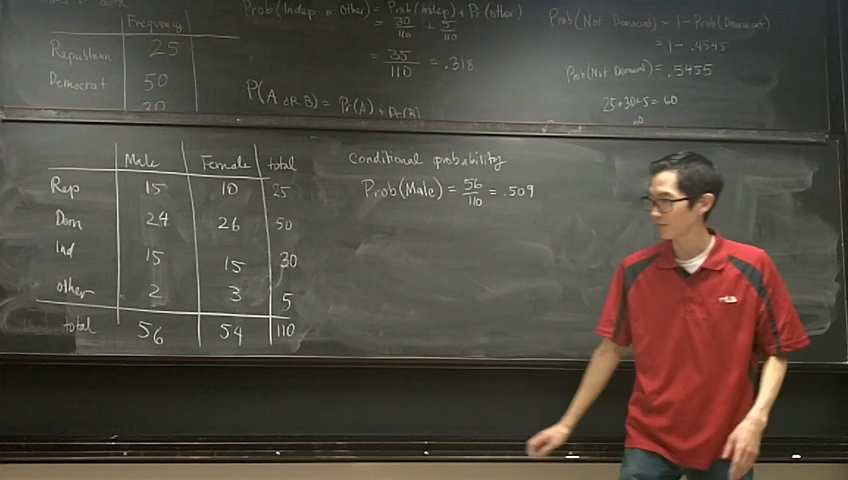 Frequency
Republican 25
Democrat 50
30
Prob(Indep or Other) = Prob(Indep) + Pr(other)
= 30/110 + 5/110
= 35/110 = .318
P(A or B) = Pr(A) + Pr(B)
Prob(Not Democrat) = 1 - Prob(Democrat)
= 1 - .4545
Prob(Not Democrat) = .5455
25+30+5 = 60
60
Male Female total
Rep 15 10 25
Dem 24 26 50
Ind 15 15 30
other 2 3 5
total 56 54 110
conditional probability
Prob(Male) = 56/110 = .509